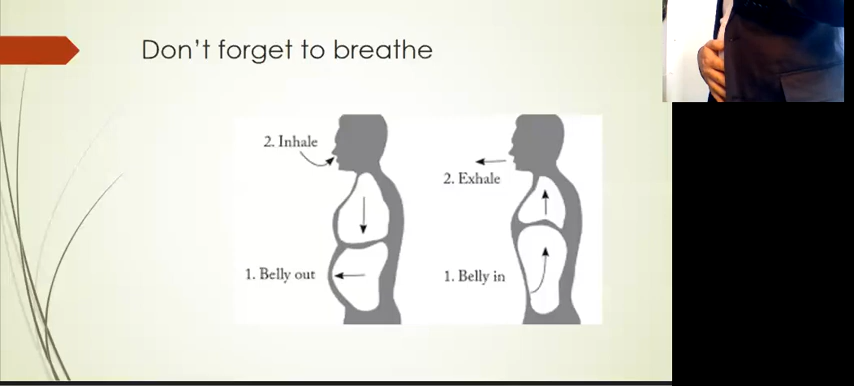 Don't forget to breathe
2. Inhale
1. Belly out
2. Exhale
1. Belly in